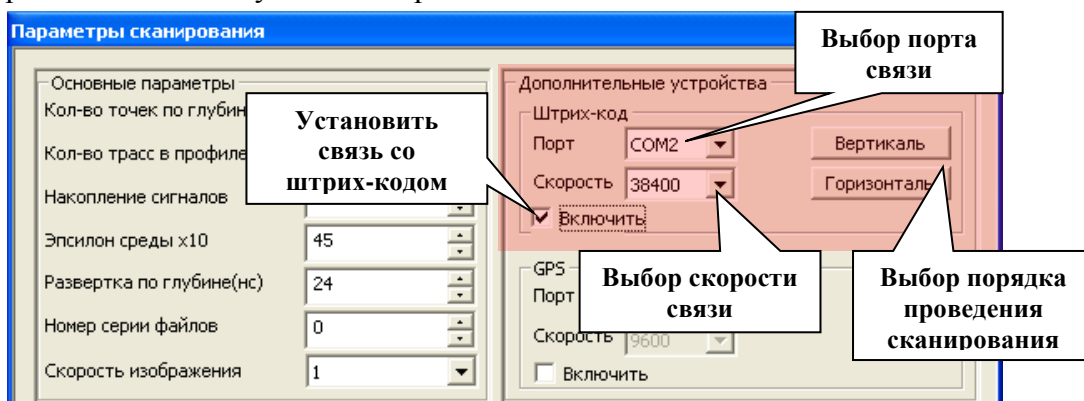 Параметры сканирования
Выбор порта
связи
Основные параметры
Кол-во точек по
Кол-во трасс в профиле
Накопление сигналов
Эпсилон среды x10
45
Развертка по глубине(нс)
24
Номер серии файлов
0
Скорость изображения
1
Установить
связь со
штрих-кодом
Дополнительные устройства
Штрих-код
Порт
COM2
Вертикаль
Скорость
38400
Горизонталь
Включить
GPS
Порт
Скорость
9600
Включить
Выбор скорости
связи
Выбор порядка
проведения
сканирования